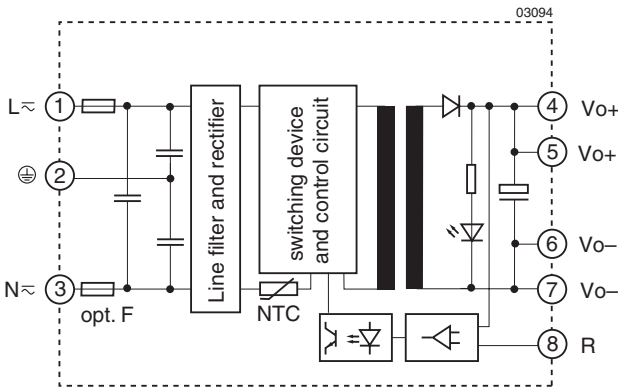 03094
L≂ 1
2
N≂ 3
opt. F
Line filter and rectifier
switching device
and control circuit
NTC
4 Vo+
5 Vo+
6 Vo–
7 Vo–
8 R